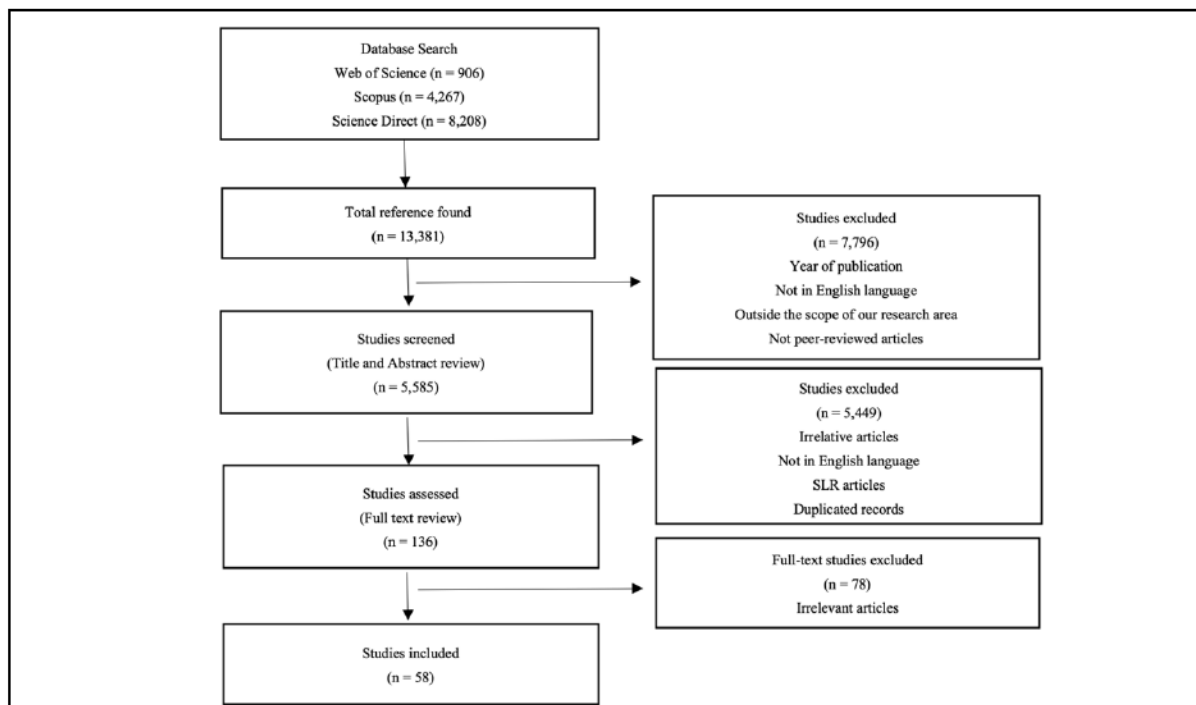 Database Search
Web of Science (n = 906)
Scopus (n = 4,267)
Science Direct (n = 8,208)
Total reference found
(n = 13,381)
Studies excluded
(n = 7,796)
Year of publication
Not in English language
Outside the scope of our research area
Not peer-reviewed articles
Studies screened
(Title and Abstract review)
(n = 5,585)
Studies excluded
(n = 5,449)
Irrelative articles
Not in English language
SLR articles
Duplicated records
Studies assessed
(Full text review)
(n = 136)
Full-text studies excluded
(n = 78)
Irrelevant articles
Studies included
(n = 58)